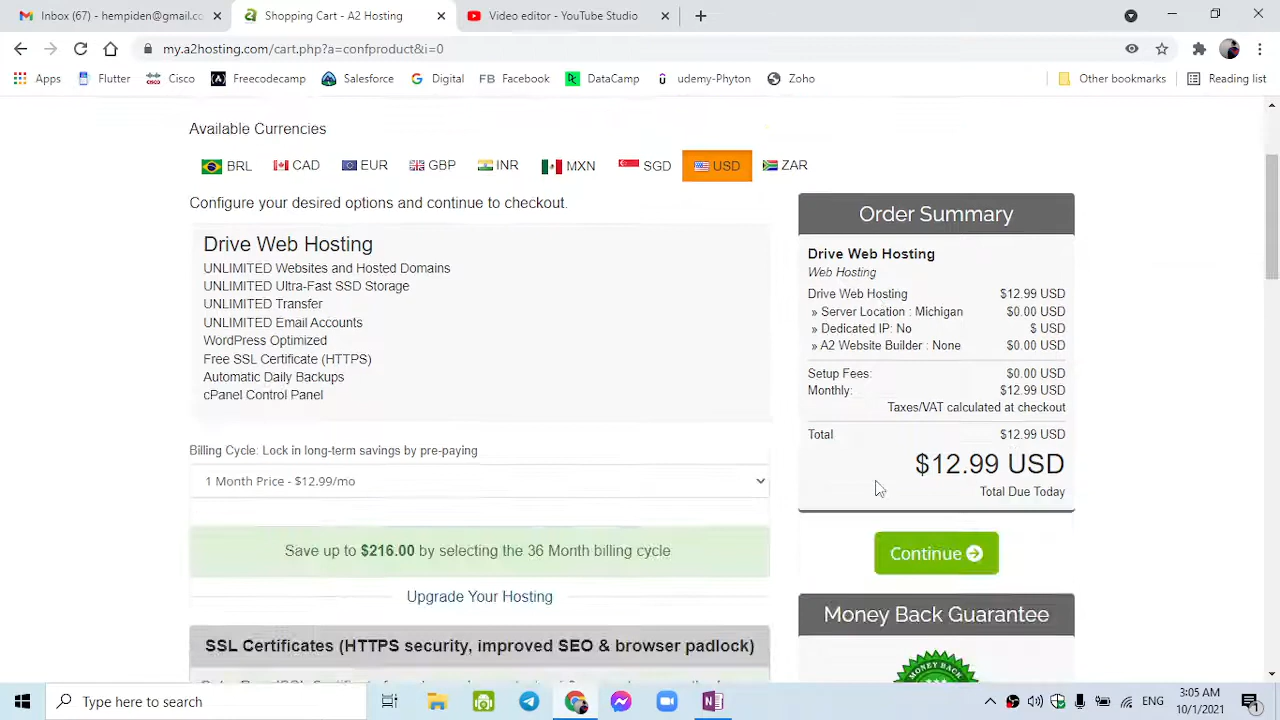 Inbox (67) - hempiden@gmail.co
Shopping Cart - A2 Hosting
Video editor - YouTube Studio
my.a2hosting.com/cart.php?a=confproduct&i=0
Apps
Flutter
Cisco
Freecodecamp
Salesforce
Digital
FB Facebook
DataCamp
udemy-Phyton
Zoho
Other bookmarks
Reading list
Available Currencies
BRL CAD EUR GBP INR MXN SGD USD ZAR
Configure your desired options and continue to checkout.
Drive Web Hosting
UNLIMITED Websites and Hosted Domains
UNLIMITED Ultra-Fast SSD Storage
UNLIMITED Transfer
UNLIMITED Email Accounts
WordPress Optimized
Free SSL Certificate (HTTPS)
Automatic Daily Backups
cPanel Control Panel
Billing Cycle: Lock in long-term savings by pre-paying
1 Month Price - $12.99/mo
Save up to $216.00 by selecting the 36 Month billing cycle
Upgrade Your Hosting
SSL Certificates (HTTPS security, improved SEO & browser padlock)
Order Summary
Drive Web Hosting
Web Hosting
Drive Web Hosting $12.99 USD
» Server Location : Michigan $0.00 USD
» Dedicated IP: No $ USD
» A2 Website Builder : None $0.00 USD
Setup Fees: $0.00 USD
Monthly: $12.99 USD
Taxes/VAT calculated at checkout
Total $12.99 USD
$12.99 USD
Total Due Today
Continue
Money Back Guarantee
MONEY BACK
Type here to search
ENG
3:05 AM
10/1/2021